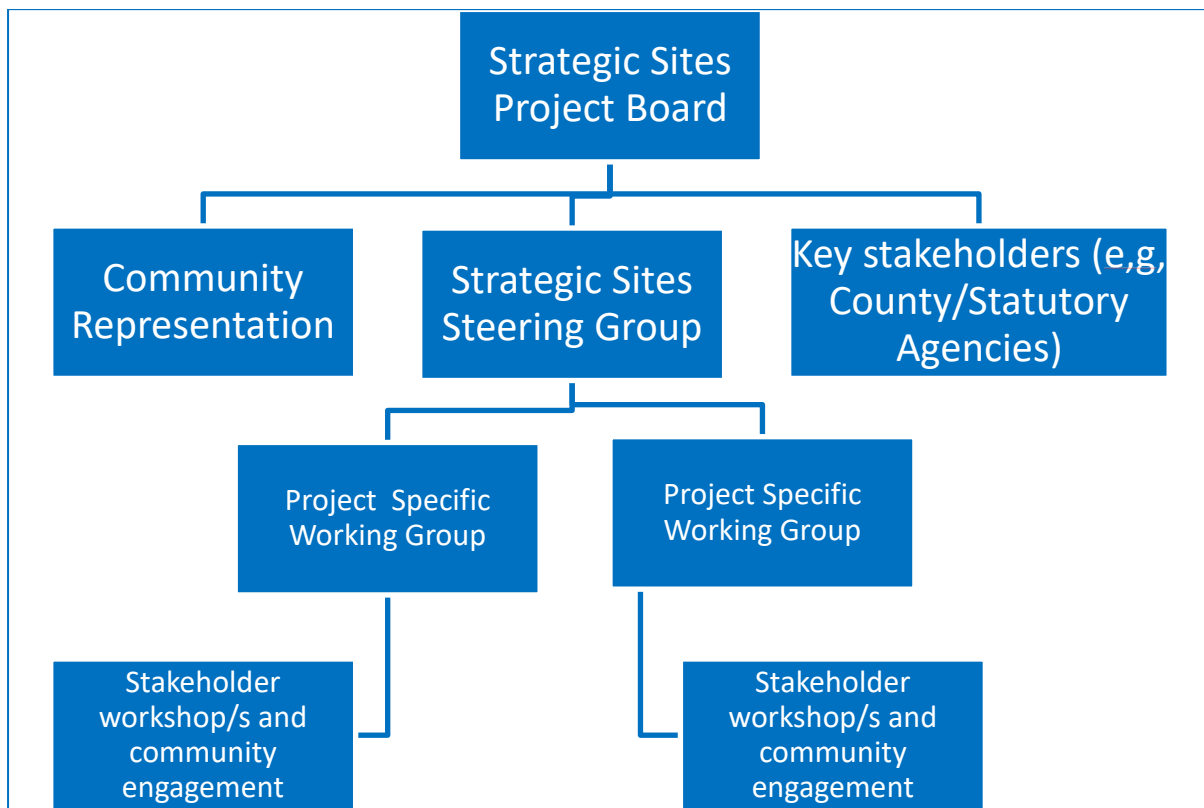 Strategic Sites
Project Board
Community
Representation
Strategic Sites
Steering Group
Key stakeholders (e,g,
County/Statutory
Agencies)
Project  Specific
Working Group
Project Specific
Working Group
Stakeholder
workshop/s and
community
engagement
Stakeholder
workshop/s and
community
engagement